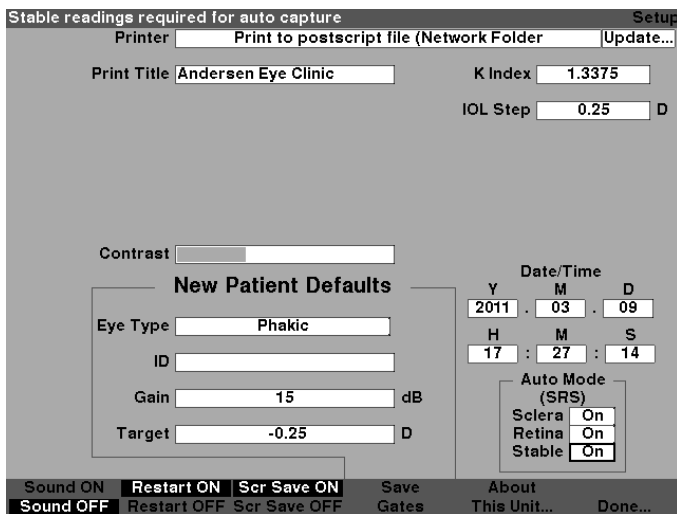 Stable readings required for auto capture Setup
Printer Print to postscript file (Network Folder Update...
Print Title Andersen Eye Clinic K Index 1.3375
IOL Step 0.25 D
Contrast
Date/Time
Y M D
2011 . 03 . 09
H M S
17 : 27 : 14
New Patient Defaults
Eye Type Phakic
ID
Gain 15 dB
Target -0.25 D
Auto Mode
(SRS)
Sclera On
Retina On
Stable On
Sound ON Restart ON Scr Save ON Save About
Sound OFF Restart OFF Scr Save OFF Gates This Unit... Done...